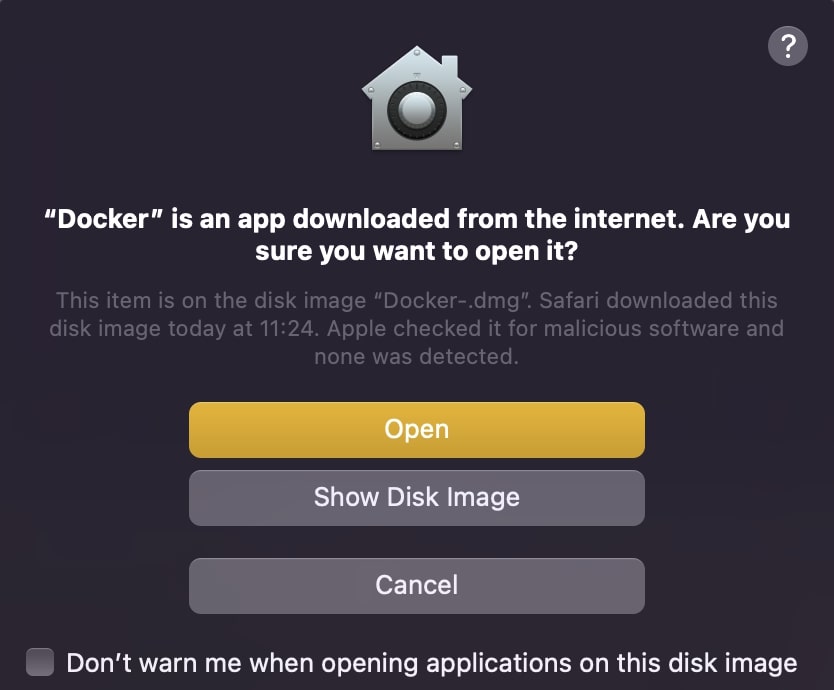 ?
“Docker” is an app downloaded from the internet. Are you
sure you want to open it?
This item is on the disk image “Docker-.dmg”. Safari downloaded this
disk image today at 11:24. Apple checked it for malicious software and
none was detected.
Open
Show Disk Image
Cancel
Don’t warn me when opening applications on this disk image